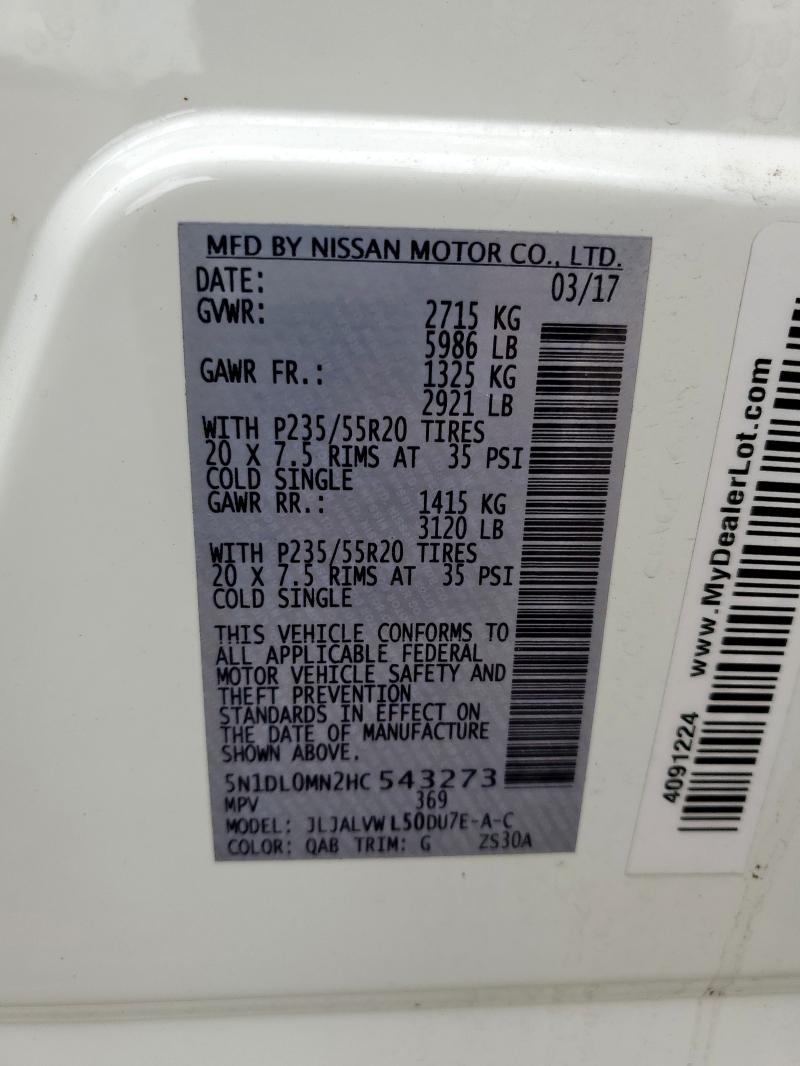 MFD BY NISSAN MOTOR CO., LTD.
DATE: 03/17
GVWR: 2715 KG
5986 LB
GAWR FR.: 1325 KG
2921 LB
WITH P235/55R20 TIRES
20 X 7.5 RIMS AT 35 PSI
COLD SINGLE
GAWR RR.: 1415 KG
3120 LB
WITH P235/55R20 TIRES
20 X 7.5 RIMS AT 35 PSI
COLD SINGLE
THIS VEHICLE CONFORMS TO
ALL APPLICABLE FEDERAL
MOTOR VEHICLE SAFETY AND
THEFT PREVENTION
STANDARDS IN EFFECT ON
THE DATE OF MANUFACTURE
SHOWN ABOVE.
5N1DL0MN2HC 543273
MPV 369
MODEL: JLJALVW L50DU7E-A-C
COLOR: QAB TRIM: G ZS30A
4091224 www.MyDealerLot.com